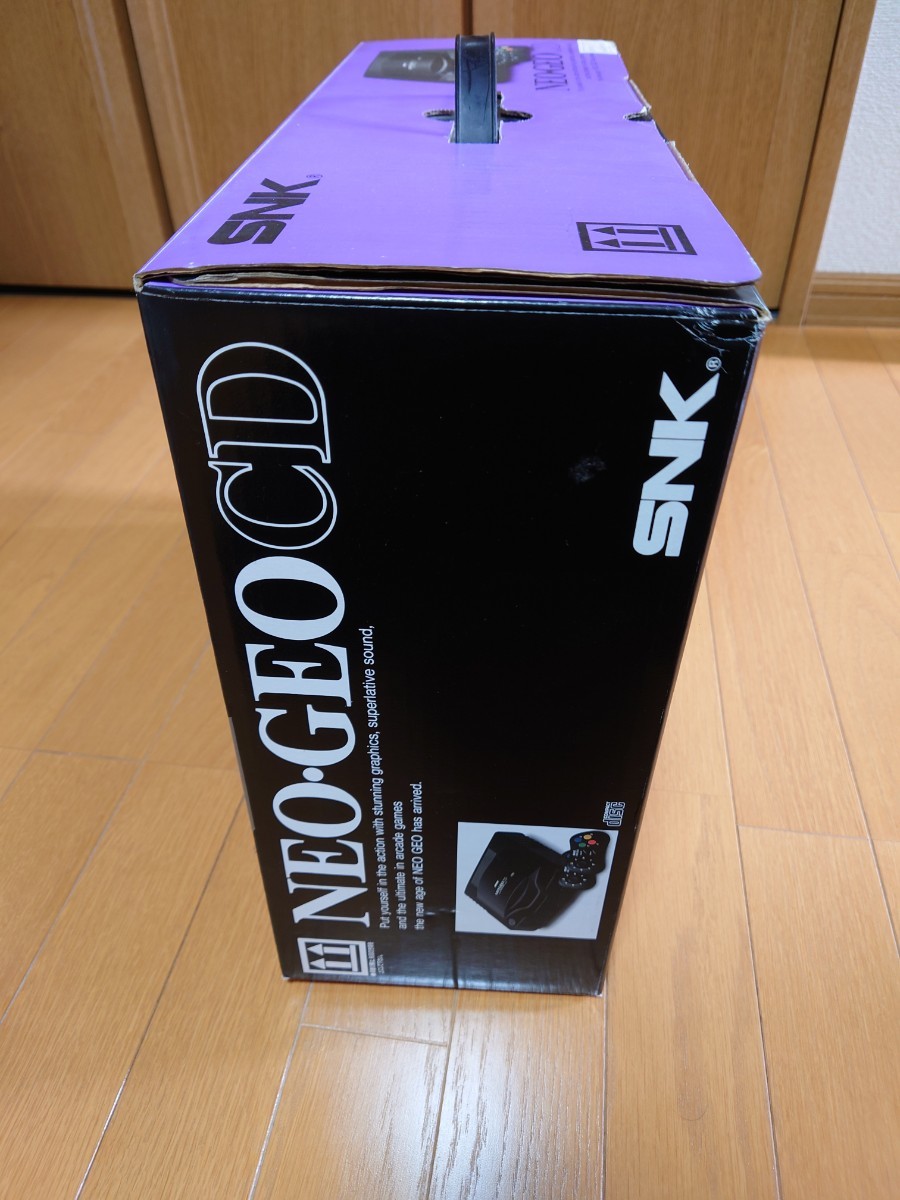 NEO·GEO
SNK®
SNK®
NEO·GEO CD
Put yourself in the action with stunning graphics, superlative sound,
and the ultimate in arcade games
the new age of NEO GEO has arrived.
disc